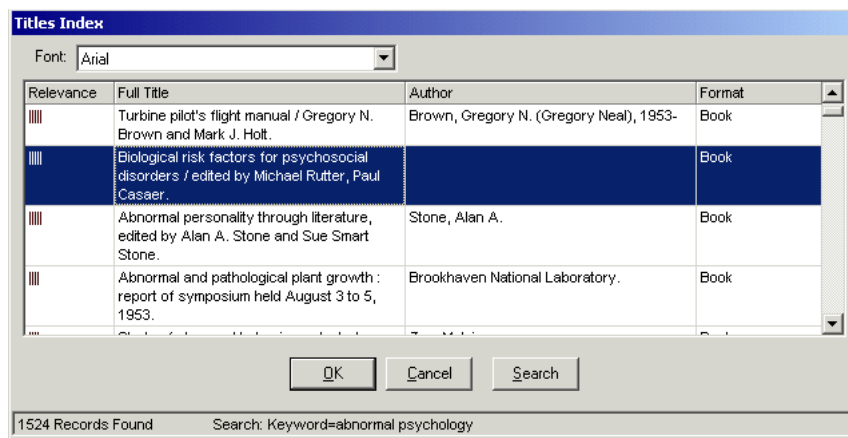 Titles Index
Font: Arial
Relevance Full Title Author Format
Turbine pilot's flight manual / Gregory N. Brown, Gregory N. (Gregory Neal), 1953- Book
Brown and Mark J. Holt.
Biological risk factors for psychosocial Book
disorders / edited by Michael Rutter, Paul
Casaer.
Abnormal personality through literature, Stone, Alan A. Book
edited by Alan A. Stone and Sue Smart
Stone.
Abnormal and pathological plant growth : Brookhaven National Laboratory. Book
report of symposium held August 3 to 5,
1953.
OK Cancel Search
1524 Records Found Search: Keyword=abnormal psychology